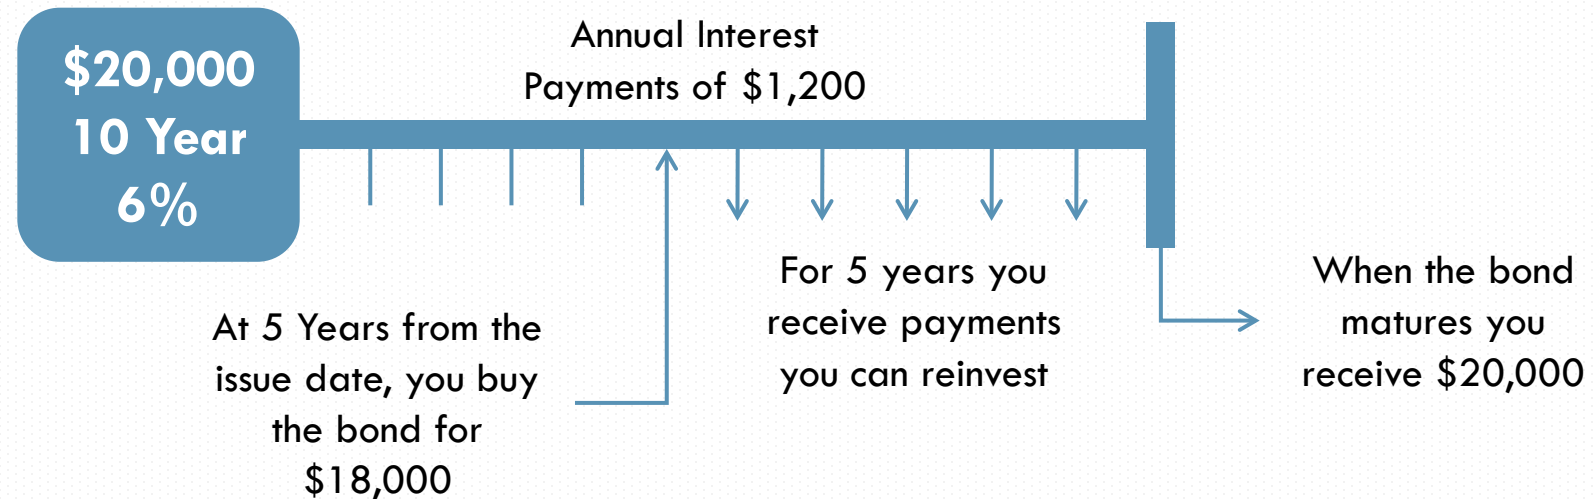 $20,000
10 Year
6%
Annual Interest
Payments of $1,200
At 5 Years from the
issue date, you buy
the bond for
$18,000
For 5 years you
receive payments
you can reinvest
When the bond
matures you
receive $20,000